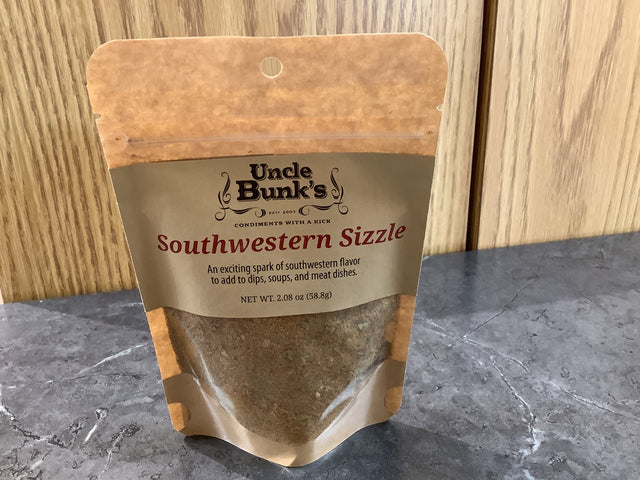 Uncle
Bunk's
EST. 2003
CONDIMENTS WITH A KICK
Southwestern Sizzle
An exciting spark of southwestern flavor
to add to dips, soups, and meat dishes.
NET WT. 2.08 oz (58.8g)